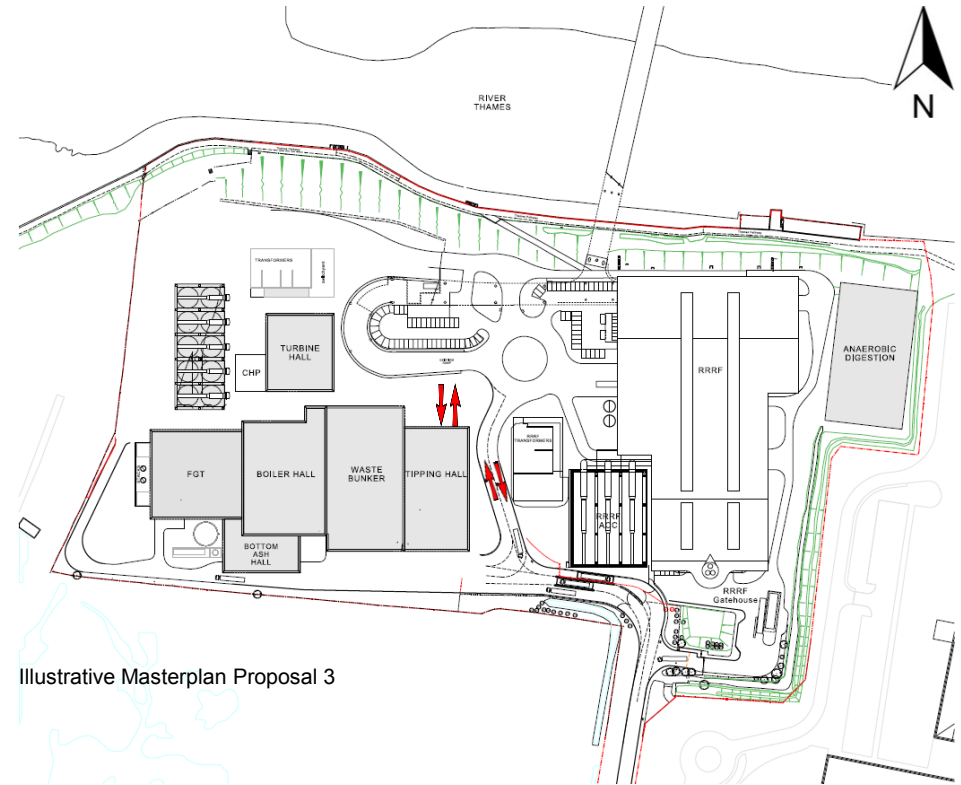 N
RIVER
THAMES
TRANSFORMERS
TURBINE
HALL
CHP
ANAEROBIC
DIGESTION
RRRF
RRRF
TRANSFORMERS
FGT
BOILER HALL
WASTE
BUNKER
TIPPING HALL
RRRF
ACC
BOTTOM
ASH
HALL
RRRF
Gatehouse
Illustrative Masterplan Proposal 3